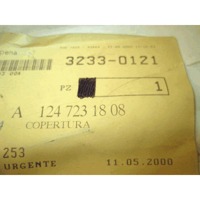 3233-0121
PZ 1
A 124 723 18 08
COPERTURA
253
URGENTE 11.05.2000